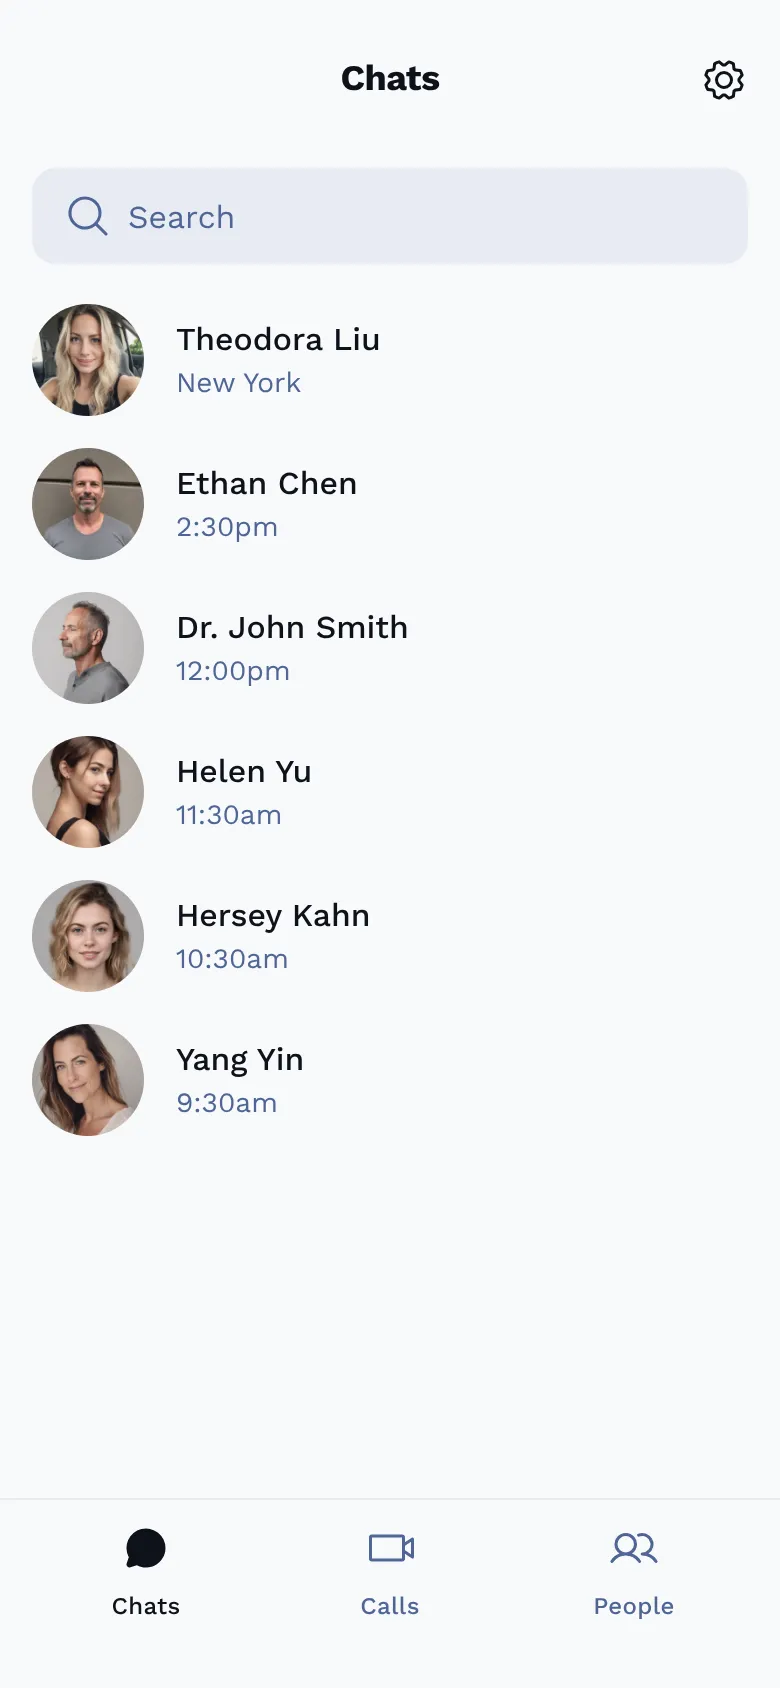 Chats
Search
Theodora Liu
New York
Ethan Chen
2:30pm
Dr. John Smith
12:00pm
Helen Yu
11:30am
Hersey Kahn
10:30am
Yang Yin
9:30am
Chats
Calls
People